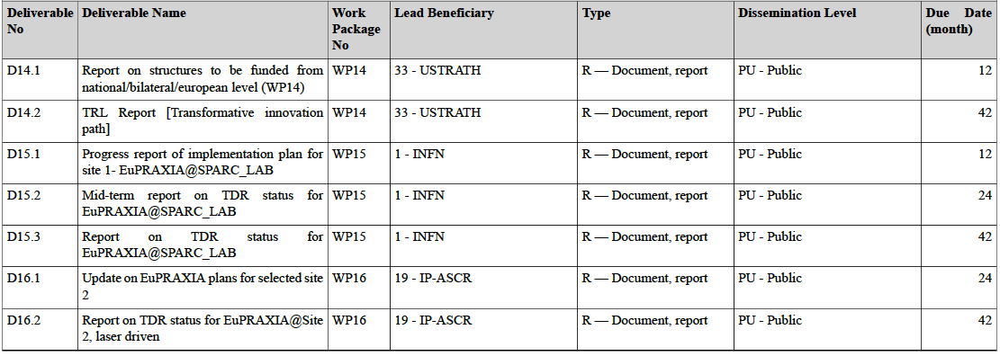 Deliverable No | Deliverable Name | Work Package No | Lead Beneficiary | Type | Dissemination Level | Due Date (month)
D14.1 | Report on structures to be funded from national/bilateral/european level (WP14) | WP14 | 33 - USTRATH | R — Document, report | PU - Public | 12
D14.2 | TRL Report [Transformative innovation path] | WP14 | 33 - USTRATH | R — Document, report | PU - Public | 42
D15.1 | Progress report of implementation plan for site 1- EuPRAXIA@SPARC_LAB | WP15 | 1 - INFN | R — Document, report | PU - Public | 12
D15.2 | Mid-term report on TDR status for EuPRAXIA@SPARC_LAB | WP15 | 1 - INFN | R — Document, report | PU - Public | 24
D15.3 | Report on TDR status for EuPRAXIA@SPARC_LAB | WP15 | 1 - INFN | R — Document, report | PU - Public | 42
D16.1 | Update on EuPRAXIA plans for selected site 2 | WP16 | 19 - IP-ASCR | R — Document, report | PU - Public | 24
D16.2 | Report on TDR status for EuPRAXIA@Site 2, laser driven | WP16 | 19 - IP-ASCR | R — Document, report | PU - Public | 42